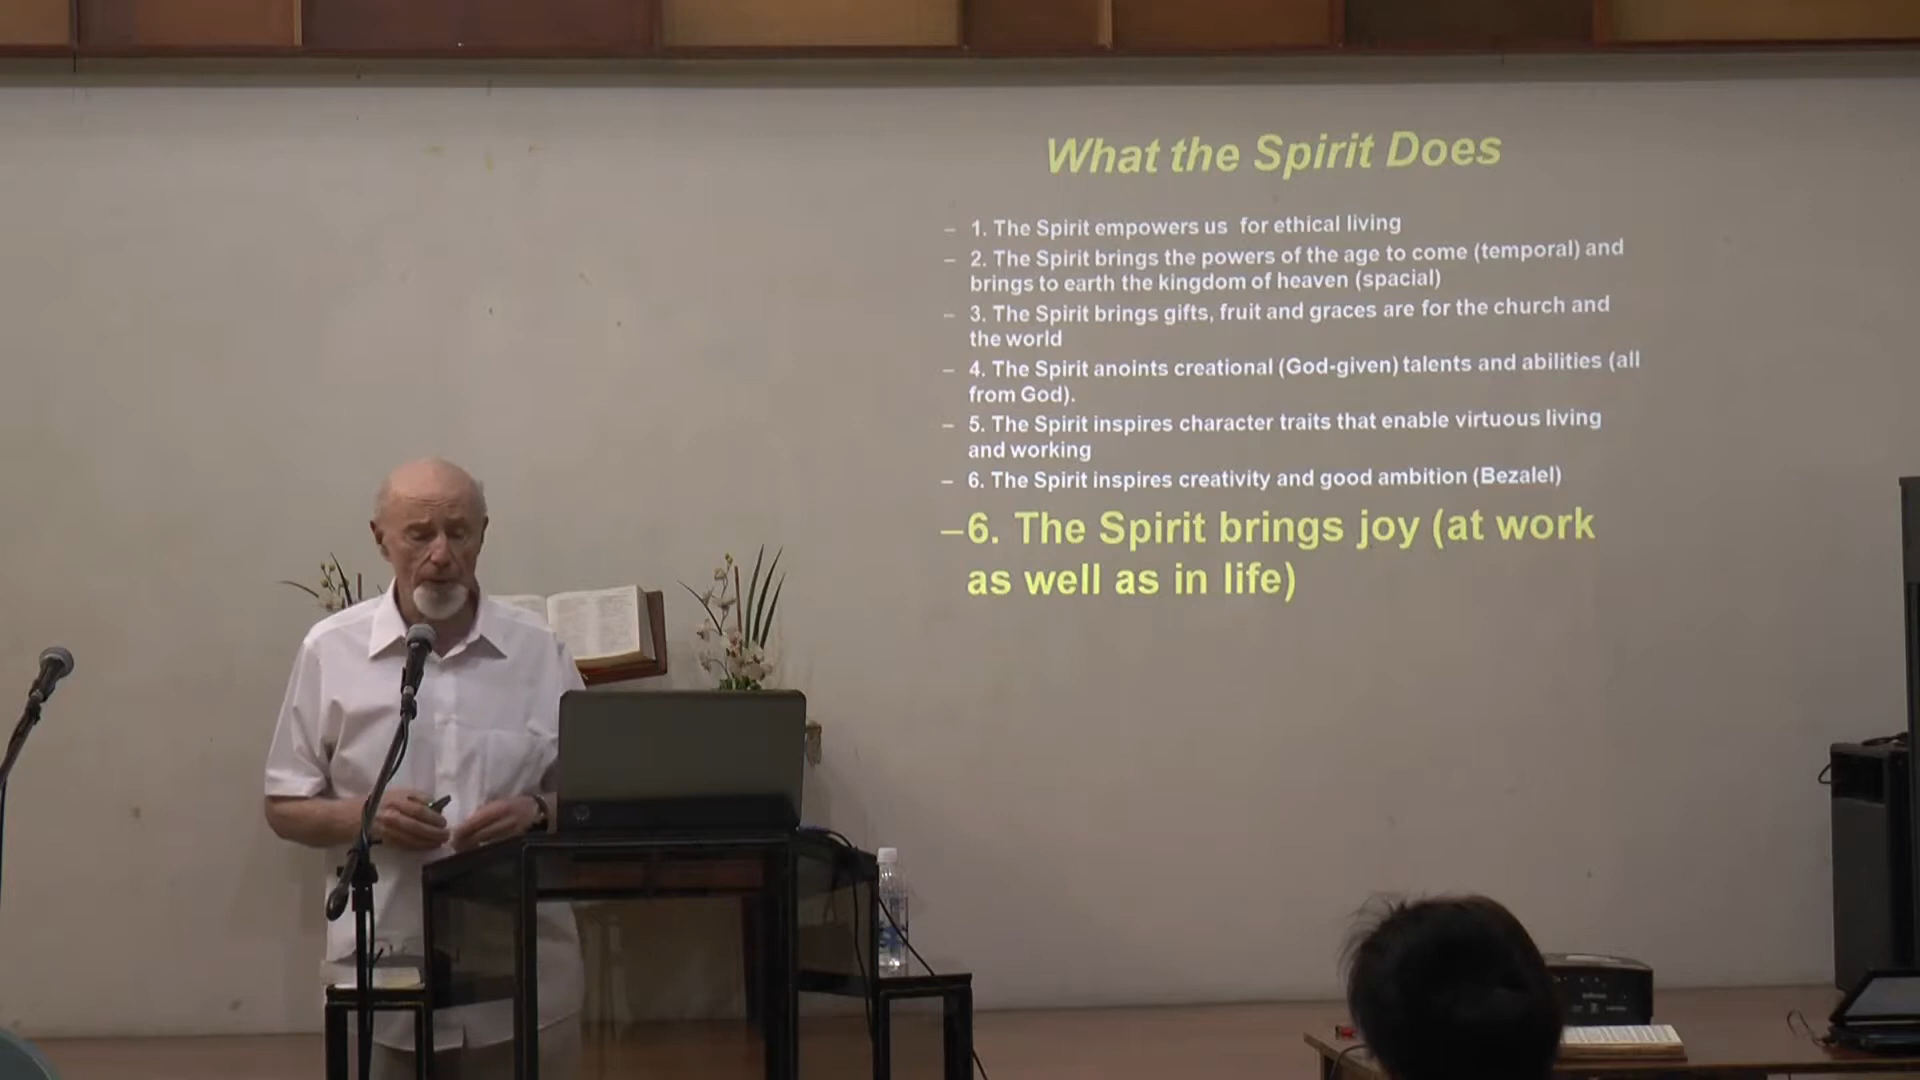 What the Spirit Does
– 1. The Spirit empowers us for ethical living
– 2. The Spirit brings the powers of the age to come (temporal) and
brings to earth the kingdom of heaven (spacial)
– 3. The Spirit brings gifts, fruit and graces are for the church and
the world
– 4. The Spirit anoints creational (God-given) talents and abilities (all
from God).
– 5. The Spirit inspires character traits that enable virtuous living
and working
– 6. The Spirit inspires creativity and good ambition (Bezalel)
–6. The Spirit brings joy (at work
as well as in life)